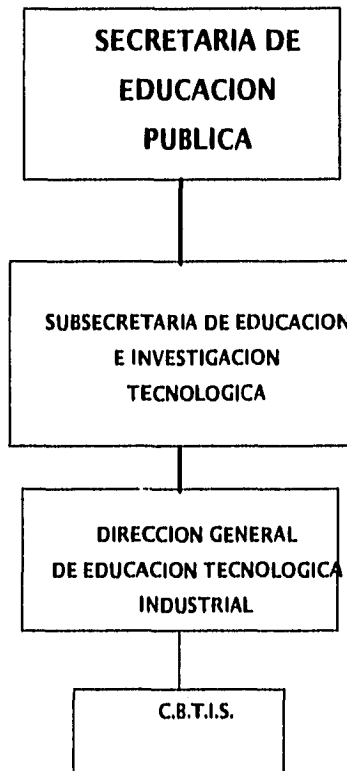 SECRETARIA DE
EDUCACION
PUBLICA
SUBSECRETARIA DE EDUCACION
E INVESTIGACION
TECNOLOGICA
DIRECCION GENERAL
DE EDUCACION TECNOLOGICA
INDUSTRIAL
C.B.T.I.S.